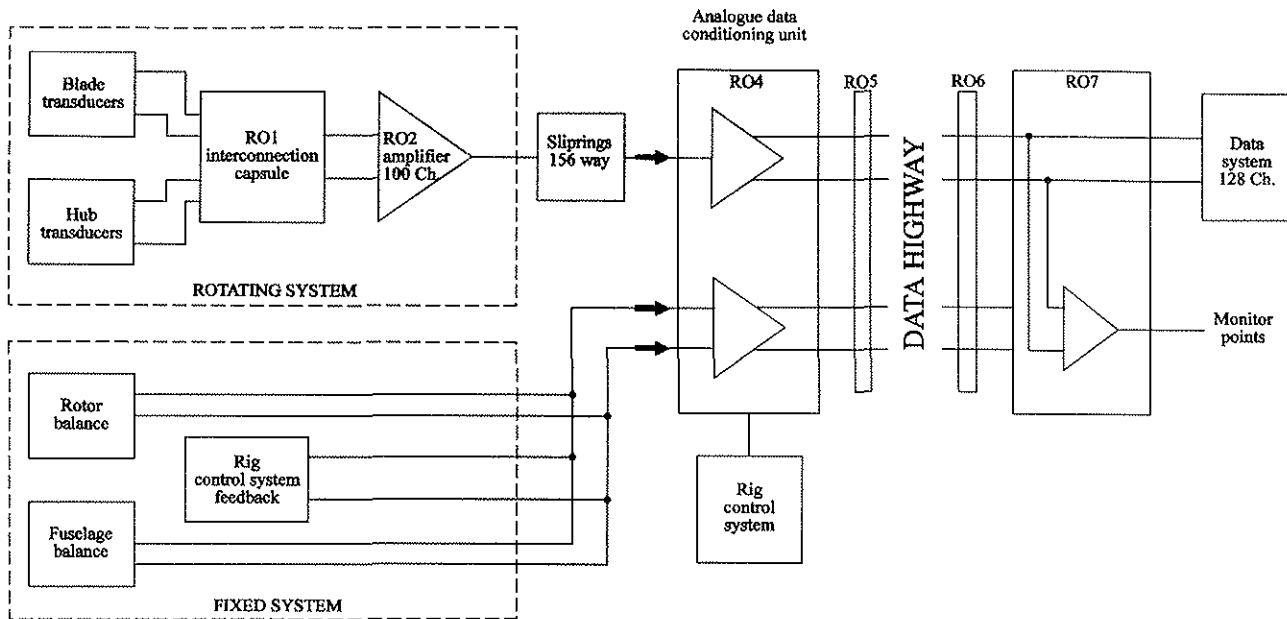 Analogue data
conditioning unit
Blade
transducers
Hub
transducers
RO1
interconnection
capsule
RO2
amplifier
100 Ch.
ROTATING SYSTEM
Sliprings
156 way
RO4
RO5
DATA HIGHWAY
RO6
RO7
Data
system
128 Ch.
Monitor
points
Rotor
balance
Rig
control system
feedback
Fuselage
balance
FIXED SYSTEM
Rig
control
system